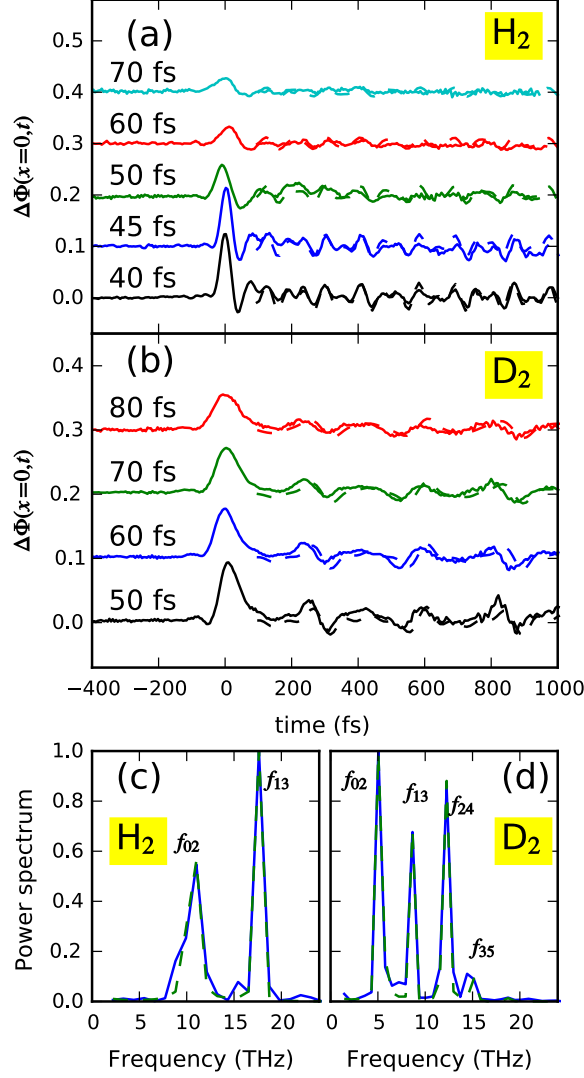 (a)
H₂
0.5
0.4
0.3
0.2
0.1
0.0
ΔΦ(x=0,t)
70 fs
60 fs
50 fs
45 fs
40 fs
(b)
D₂
0.4
0.3
0.2
0.1
0.0
ΔΦ(x=0,t)
80 fs
70 fs
60 fs
50 fs
−400 −200 0 200 400 600 800 1000
time (fs)
(c)
H₂
1.0
0.8
0.6
0.4
0.2
0.0
Power spectrum
f₀₂
f₁₃
0 5 10 15 20
Frequency (THz)
(d)
D₂
f₀₂
f₁₃
f₂₄
f₃₅
0 5 10 15 20
Frequency (THz)